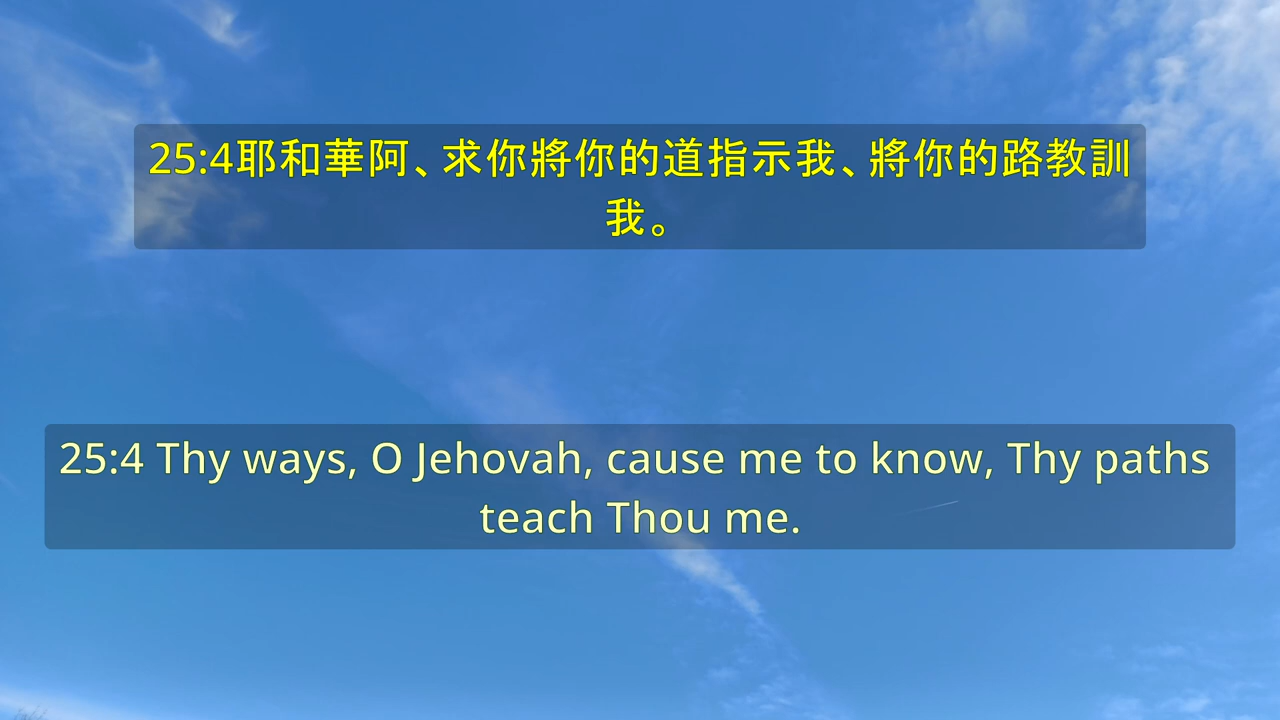 25:4耶和華阿、求你將你的道指示我、將你的路教訓
我。
25:4 Thy ways, O Jehovah, cause me to know, Thy paths
teach Thou me.